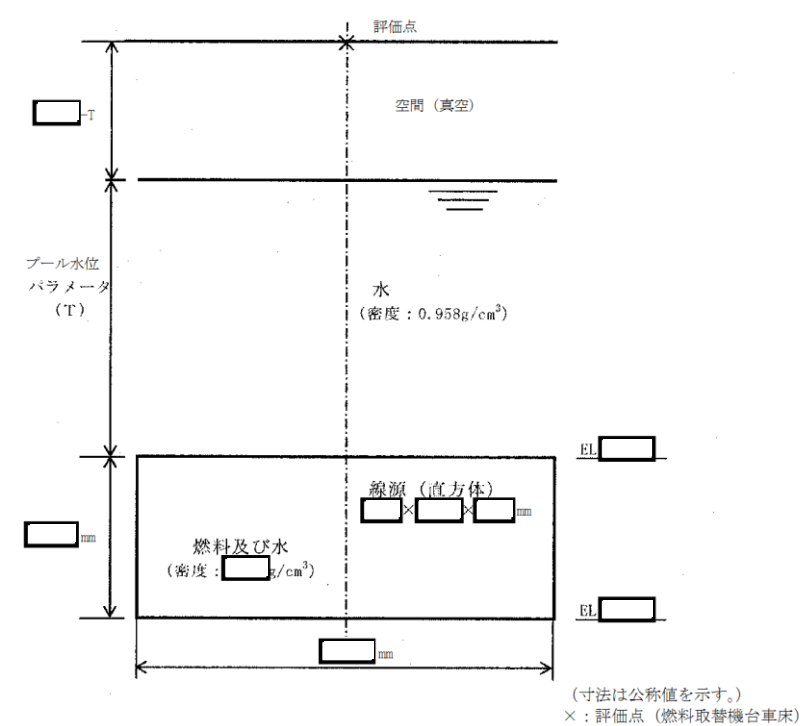 評価点
空間（真空）
-T
プール水位
パラメータ
（T）
水
（密度：0.958g/cm³）
EL
線源（直方体）
××mm
mm
燃料及び水
（密度：g/cm³）
EL
mm
（寸法は公称値を示す。）
×：評価点（燃料取替機台車床）